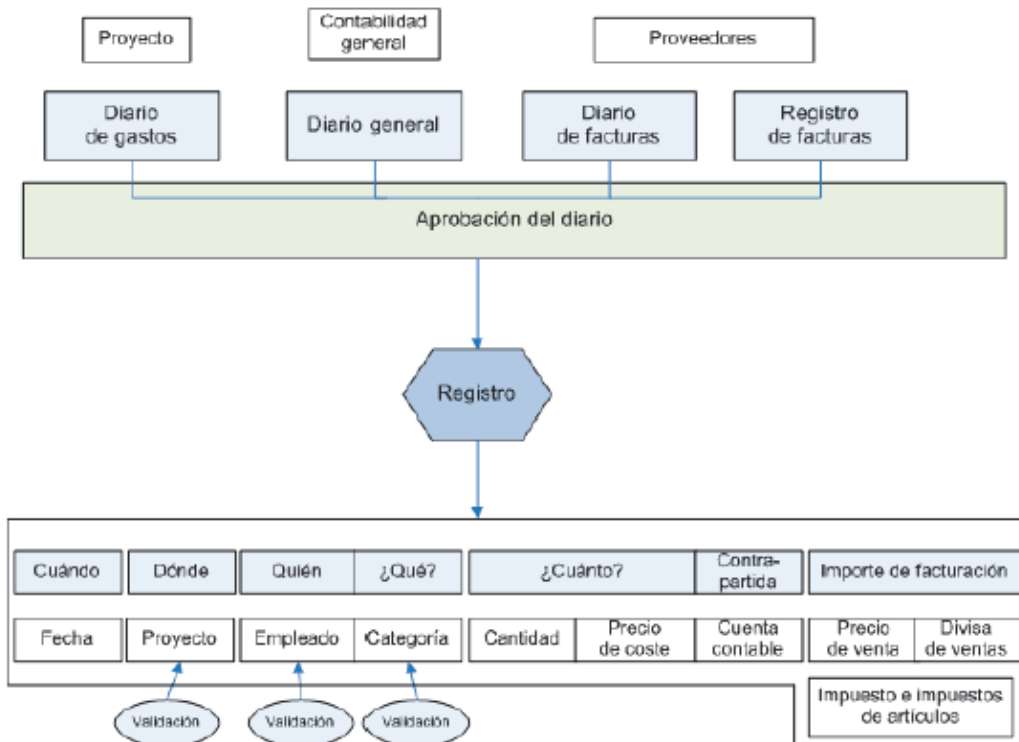 Proyecto
Contabilidad
general
Proveedores
Diario
de gastos
Diario general
Diario
de facturas
Registro
de facturas
Aprobación del diario
Registro
Cuándo
Dónde
Quién
¿Qué?
¿Cuánto?
Contra-
partida
Importe de facturación
Fecha
Proyecto
Empleado
Categoría
Cantidad
Precio
de coste
Cuenta
contable
Precio
de venta
Divisa
de ventas
Validación
Validación
Validación
Impuesto e impuestos
de artículos